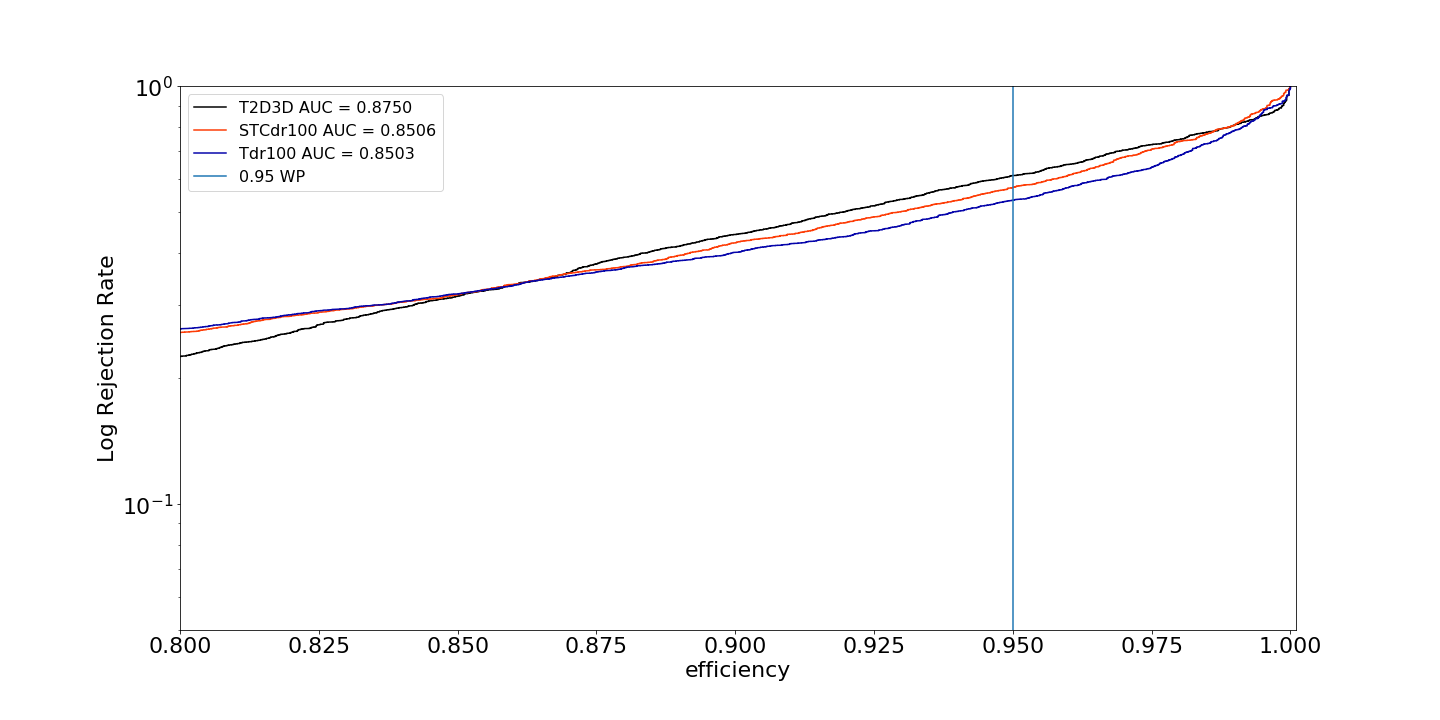 10⁰
T2D3D AUC = 0.8750
STCdr100 AUC = 0.8506
Tdr100 AUC = 0.8503
0.95 WP
Log Rejection Rate
10⁻¹
0.800 0.825 0.850 0.875 0.900 0.925 0.950 0.975 1.000
efficiency